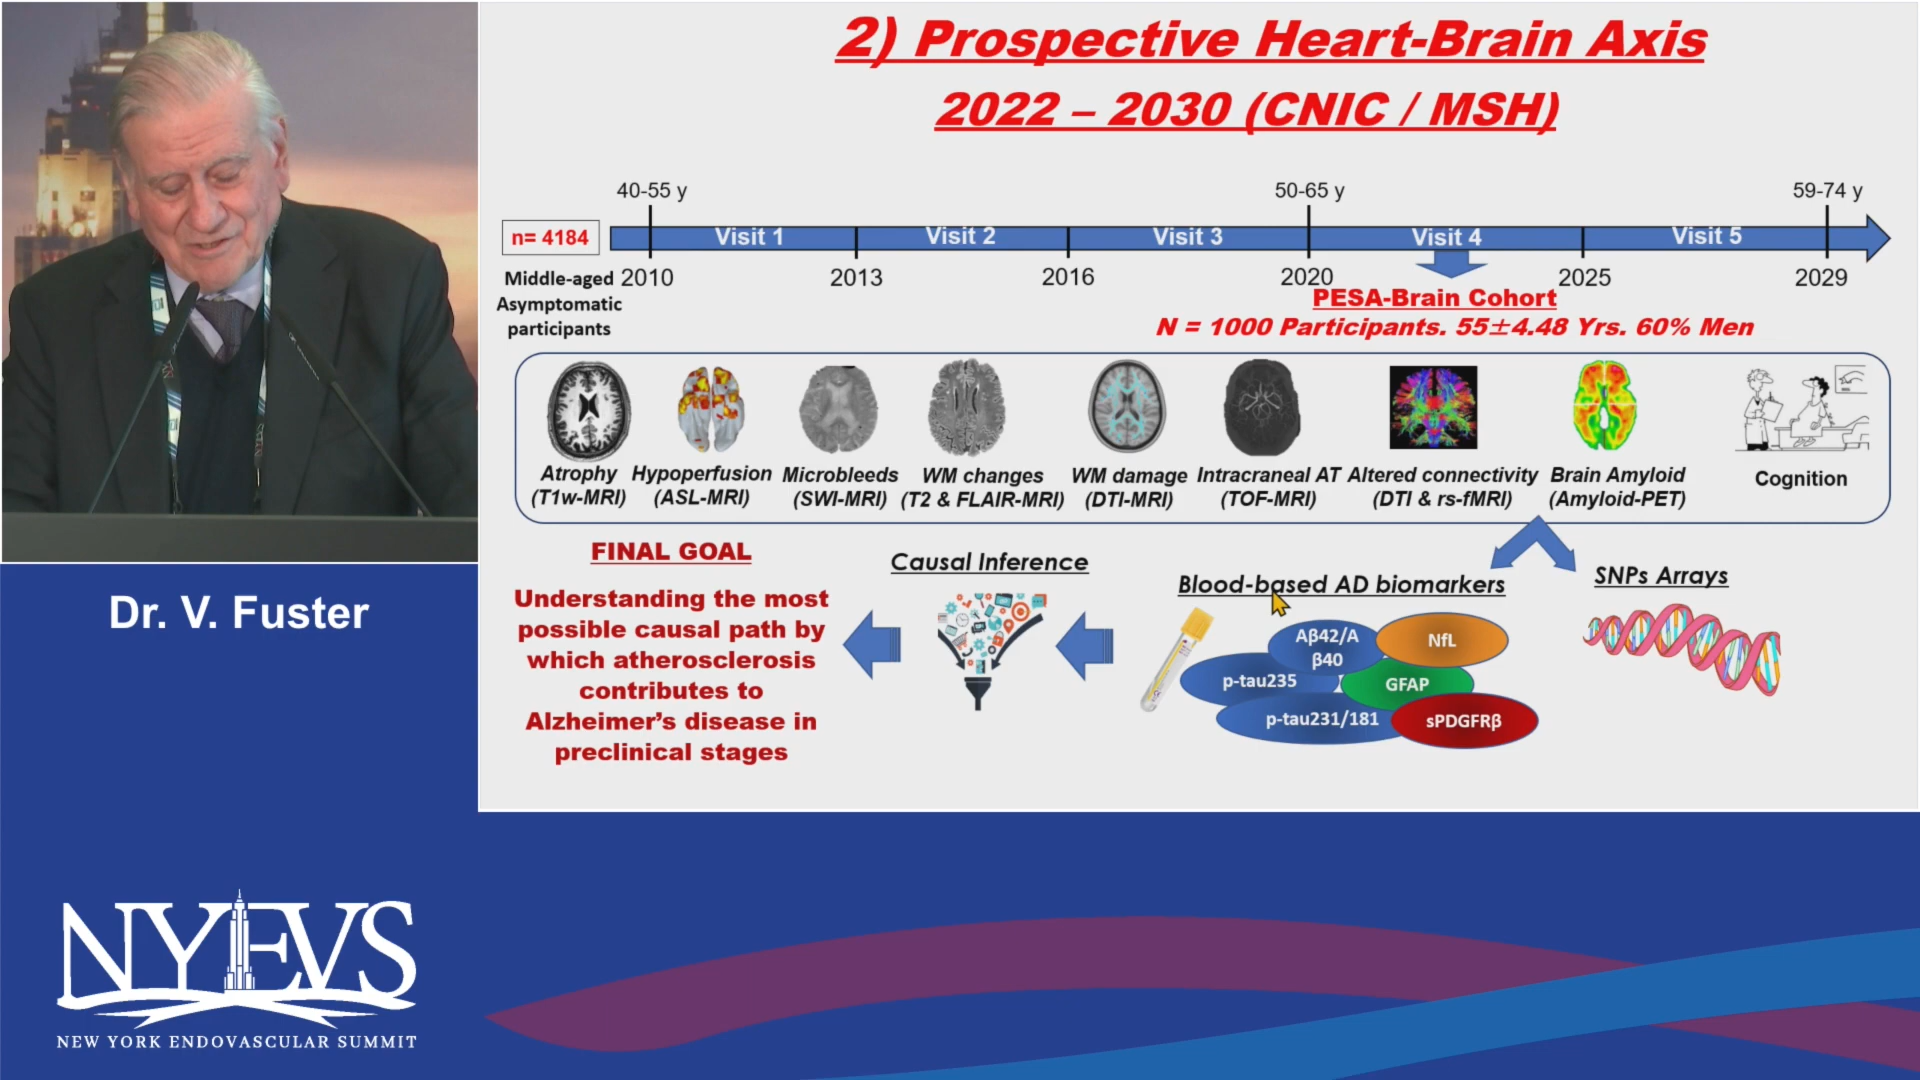 2) Prospective Heart-Brain Axis
2022 – 2030 (CNIC / MSH)
40-55 y
50-65 y
59-74 y
n= 4184
Visit 1
Visit 2
Visit 3
Visit 4
Visit 5
Middle-aged
Asymptomatic
participants
2010
2013
2016
2020
2025
2029
PESA-Brain Cohort
N = 1000 Participants. 55±4.48 Yrs. 60% Men
Atrophy
(T1w-MRI)
Hypoperfusion
(ASL-MRI)
Microbleeds
(SWI-MRI)
WM changes
(T2 & FLAIR-MRI)
WM damage
(DTI-MRI)
Intracraneal AT
(TOF-MRI)
Altered connectivity
(DTI & rs-fMRI)
Brain Amyloid
(Amyloid-PET)
Cognition
FINAL GOAL
Understanding the most
possible causal path by
which atherosclerosis
contributes to
Alzheimer’s disease in
preclinical stages
Causal Inference
Blood-based AD biomarkers
Aβ42/A
β40
NfL
p-tau235
GFAP
p-tau231/181
sPDGFRβ
SNPs Arrays
Dr. V. Fuster
NYEVS
NEW YORK ENDOVASCULAR SUMMIT